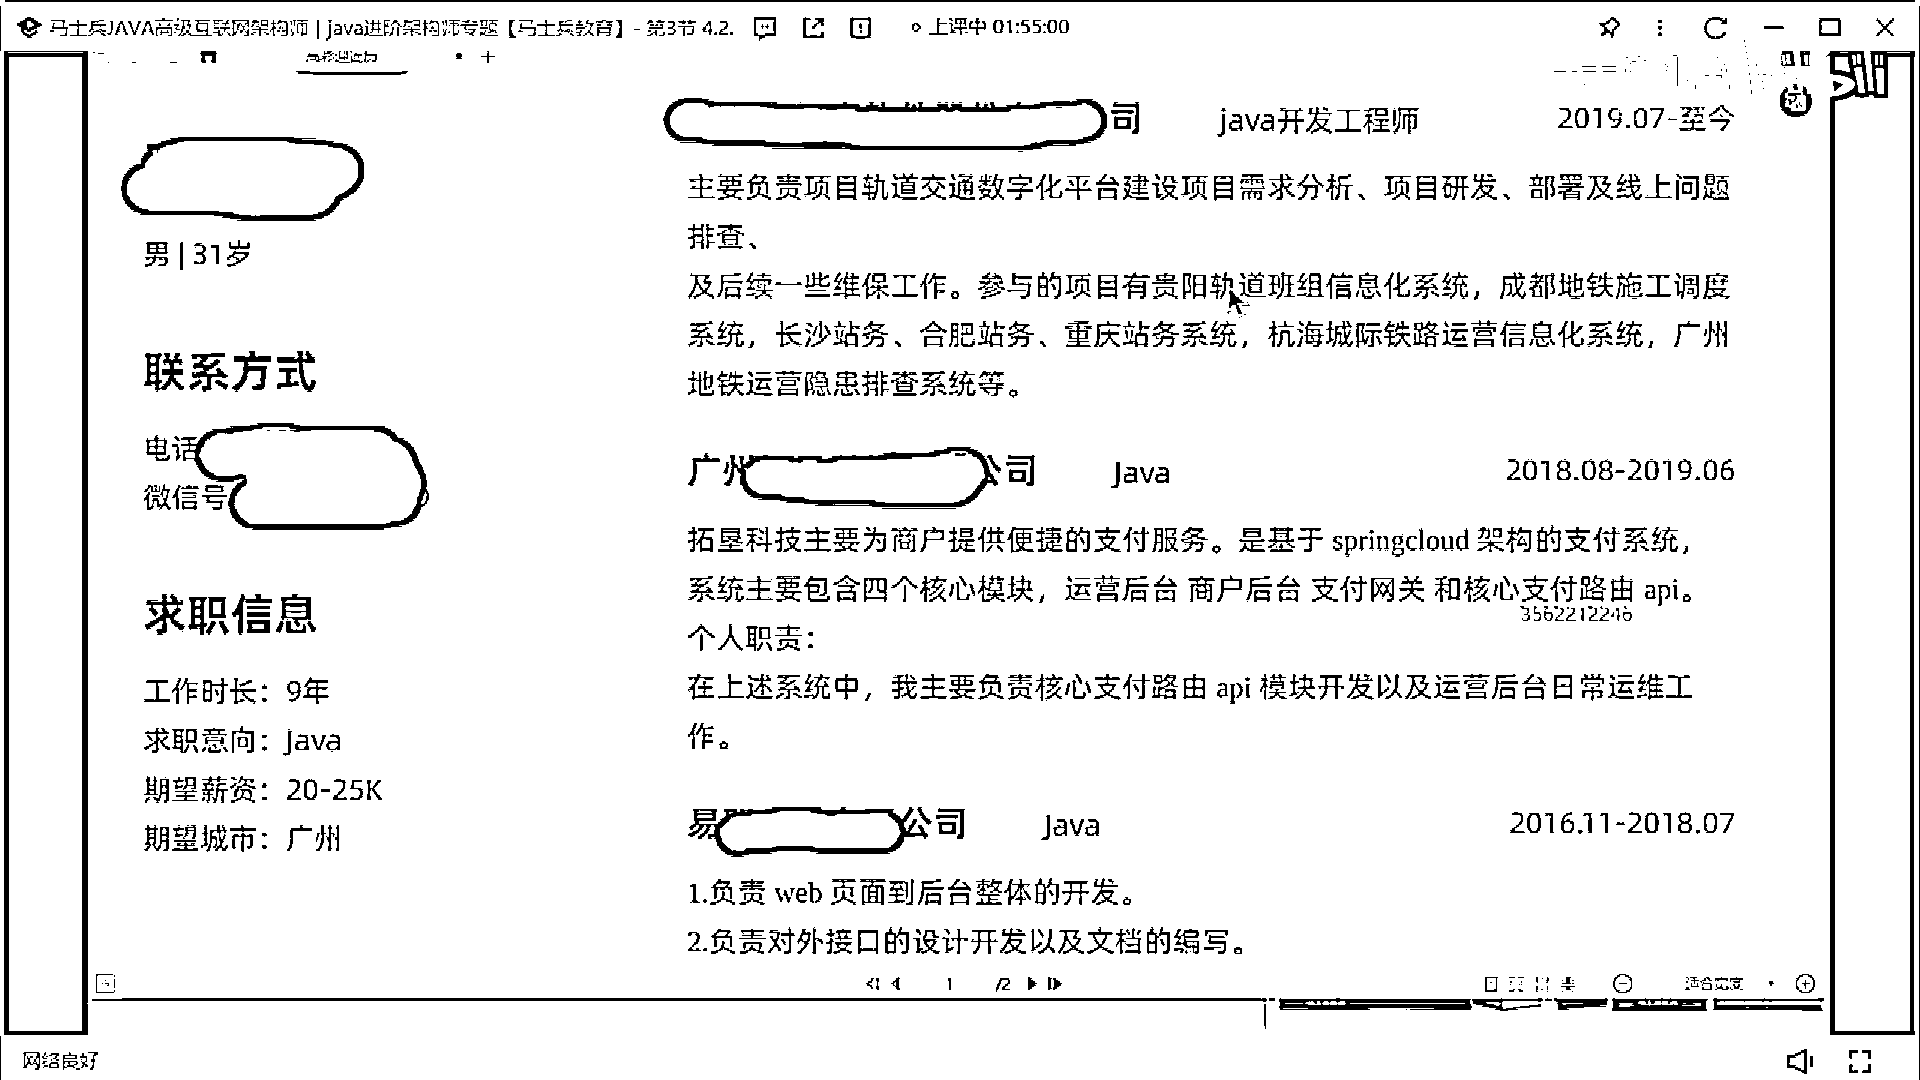 马士兵JAVA高级互联网架构师 | java进阶架构师专题【马士兵教育】- 第3节 4.2.
上课中 01:55:00
司 java开发工程师 2019.07-至今
主要负责项目轨道交通数字化平台建设项目需求分析、项目研发、部署及线上问题
排查、
及后续一些维保工作。参与的项目有贵阳轨道班组信息化系统，成都地铁施工调度
系统，长沙站务、合肥站务、重庆站务系统，杭海城际铁路运营信息化系统，广州
地铁运营隐患排查系统等。
广州 公司 Java 2018.08-2019.06
拓垦科技主要为商户提供便捷的支付服务。是基于 springcloud 架构的支付系统，
系统主要包含四个核心模块，运营后台 商户后台 支付网关 和核心支付路由 api。
3562212246
个人职责：
在上述系统中，我主要负责核心支付路由 api 模块开发以及运营后台日常运维工
作。
易 公司 Java 2016.11-2018.07
1.负责 web 页面到后台整体的开发。
2.负责对外接口的设计开发以及文档的编写。
男 | 31岁
联系方式
电话
微信号
求职信息
工作时长：9年
求职意向：Java
期望薪资：20-25K
期望城市：广州
1 /2
适合宽度
网络良好